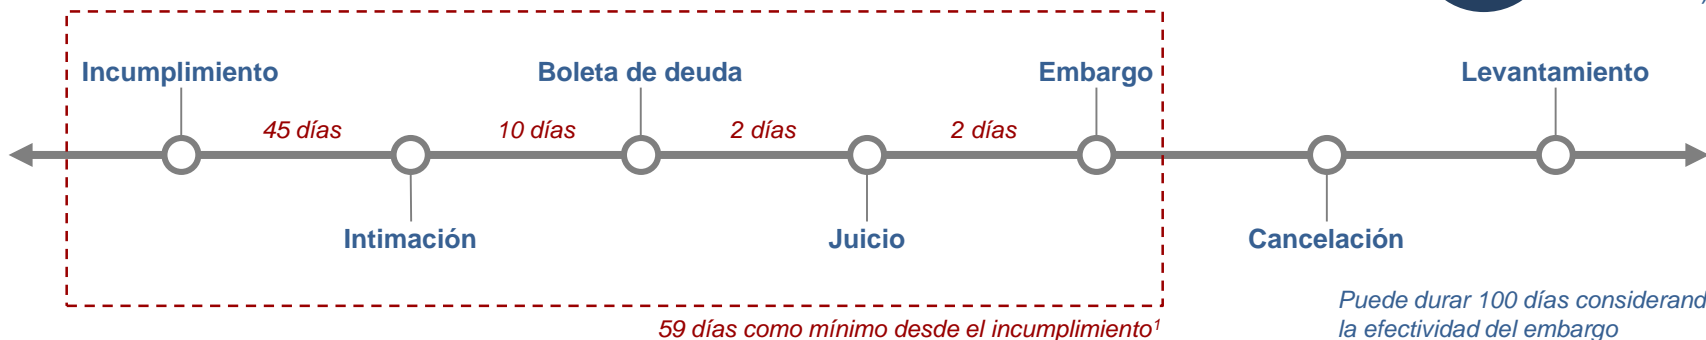 Incumplimiento
Boleta de deuda
Embargo
Levantamiento
45 días
10 días
2 días
2 días
Intimación
Juicio
Cancelación
59 días como mínimo desde el incumplimiento¹
Puede durar 100 días
la efectividad del embargo